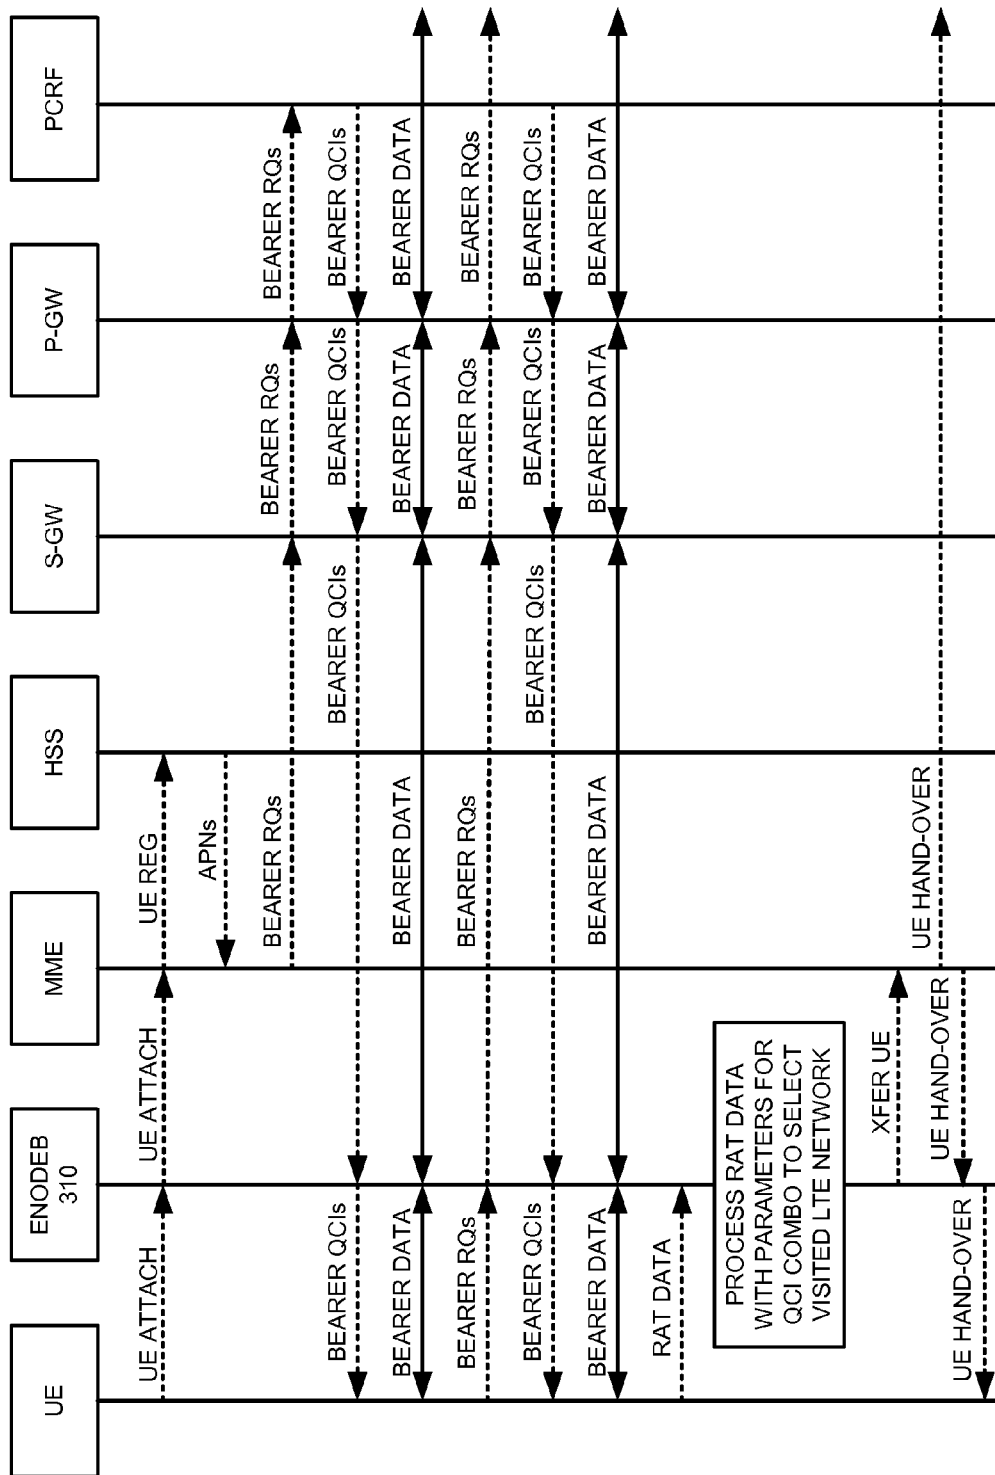 UE
ENODEB
310
MME
HSS
S-GW
P-GW
PCRF
UE ATTACH
UE ATTACH
UE REG
APNs
BEARER RQs
BEARER RQs
BEARER RQs
BEARER QCIs
BEARER QCIs
BEARER QCIs
BEARER QCIs
BEARER DATA
BEARER DATA
BEARER DATA
BEARER DATA
BEARER RQs
BEARER RQs
BEARER RQs
BEARER RQs
BEARER QCIs
BEARER QCIs
BEARER QCIs
BEARER QCIs
BEARER DATA
BEARER DATA
BEARER DATA
BEARER DATA
RAT DATA
PROCESS RAT DATA
WITH PARAMETERS FOR
QCI COMBO TO SELECT
VISITED LTE NETWORK
XFER UE
UE HAND-OVER
UE HAND-OVER
UE HAND-OVER